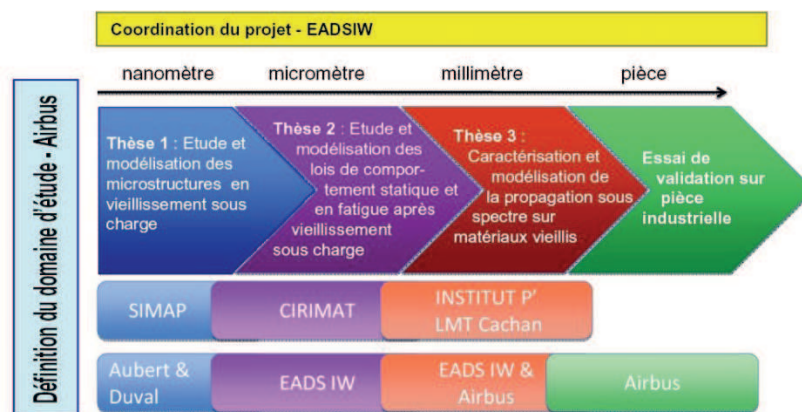 Coordination du projet - EADSIW
nanomètre micromètre millimètre pièce
Définition du domaine d'étude - Airbus
Thèse 1 : Etude et
modélisation des
microstructures en
vieillissement sous
charge
Thèse 2 : Etude et
modélisation des
lois de compor-
tement statique et
en fatigue après
vieillissement
sous charge
Thèse 3 :
Caractérisation et
modélisation de
la propagation sous
spectre sur
matériaux vieillis
Essai de
validation sur
pièce
industrielle
SIMAP
CIRIMAT
INSTITUT P'
LMT Cachan
Aubert &
Duval
EADS IW
EADS IW &
Airbus
Airbus